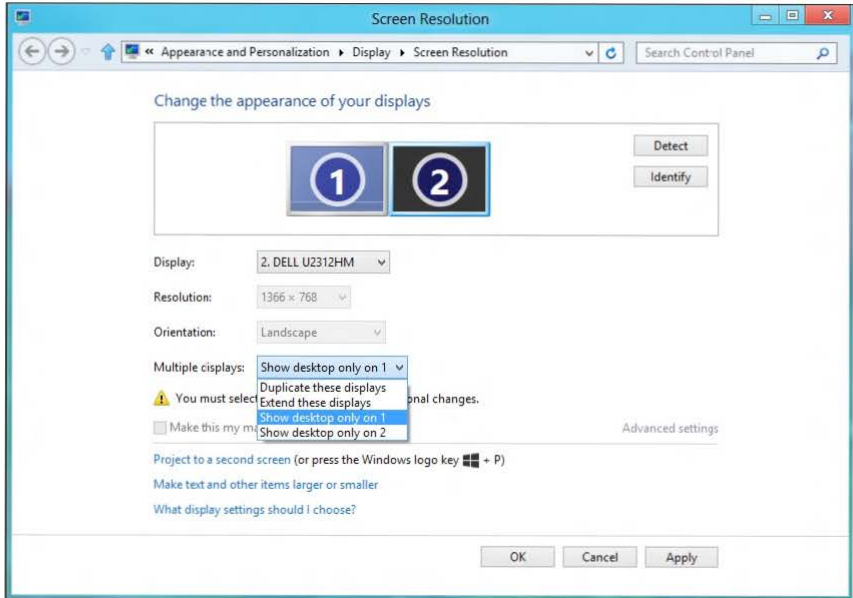 Screen Resolution
« Appearance and Personalization ▸ Display ▸ Screen Resolution
Search Control Panel
Change the appearance of your displays
1 2
Detect
Identify
Display: 2. DELL U2312HM
Resolution: 1366 × 768
Orientation: Landscape
Multiple displays: Show desktop only on 1
Duplicate these displays
You must select
onal changes.
Extend these displays
Show desktop only on 1
Make this my
Show desktop only on 2
Advanced settings
Project to a second screen (or press the Windows logo key + P)
Make text and other items larger or smaller
What display settings should I choose?
OK Cancel Apply